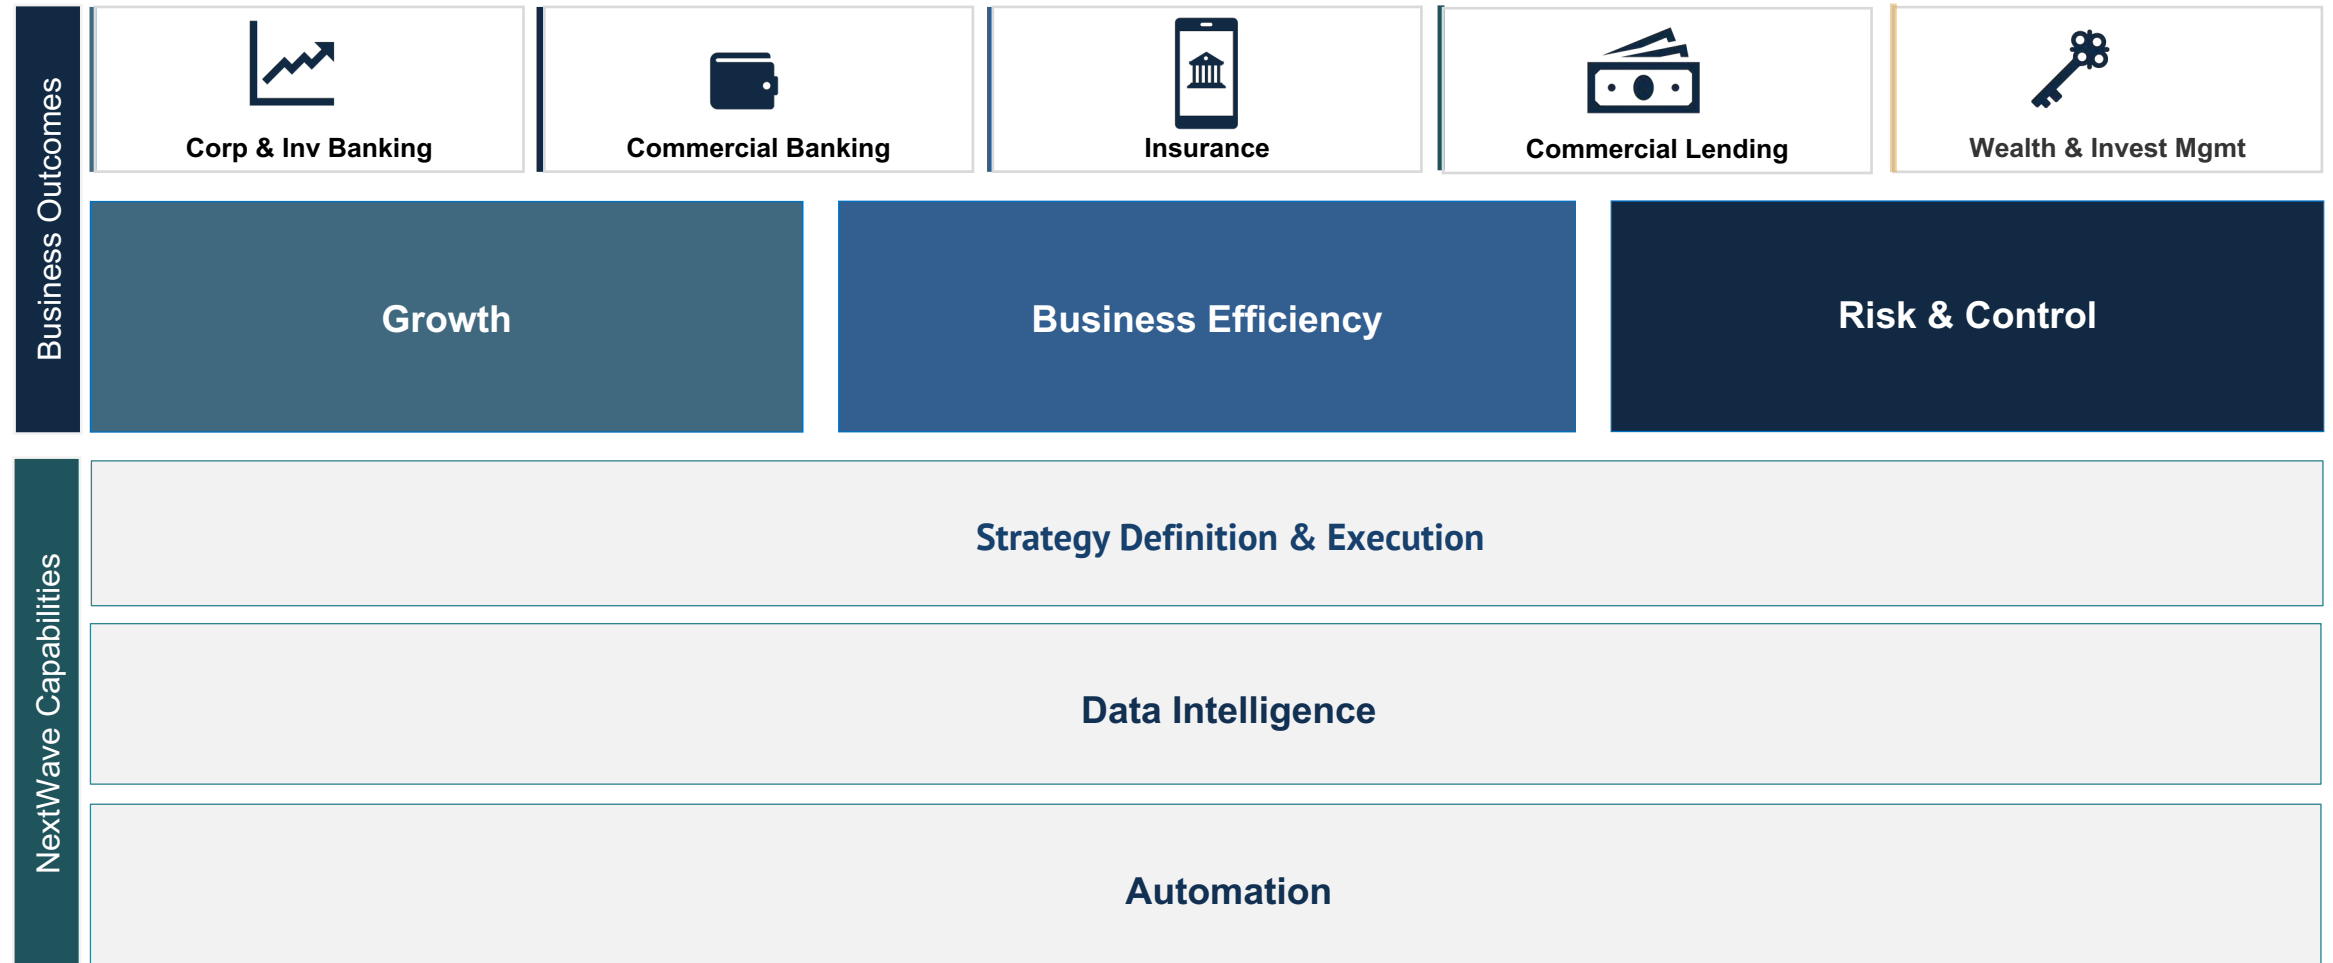 Business Outcomes
Corp & Inv Banking
Commercial Banking
Insurance
Commercial Lending
Wealth & Invest Mgmt
Growth
Business Efficiency
Risk & Control
NextWave Capabilities
Strategy Definition & Execution
Data Intelligence
Automation